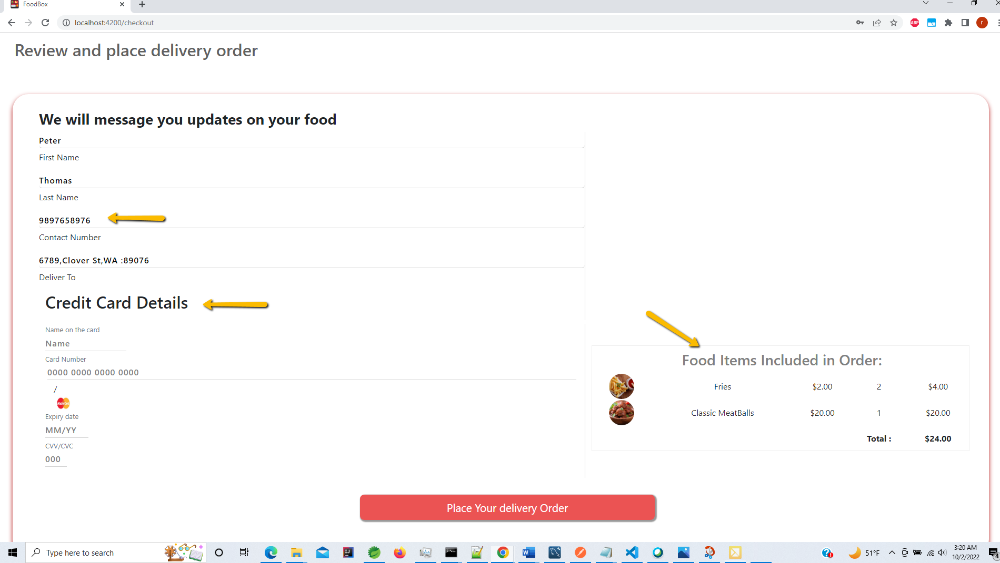 FoodBox
localhost:4200/checkout
ABP
r
Review and place delivery order
We will message you updates on your food
Peter
First Name
Thomas
Last Name
9897658976
Contact Number
6789,Clover St,WA :89076
Deliver To
Credit Card Details
Name on the card
Name
Card Number
0000 0000 0000 0000
/
MasterCard
Expiry date
MM/YY
CVV/CVC
000
Food Items Included in Order:
Fries $2.00 2 $4.00
Classic MeatBalls $20.00 1 $20.00
Total : $24.00
Place Your delivery Order
Type here to search
IJ
W
51°F
3:20 AM
10/2/2022
4